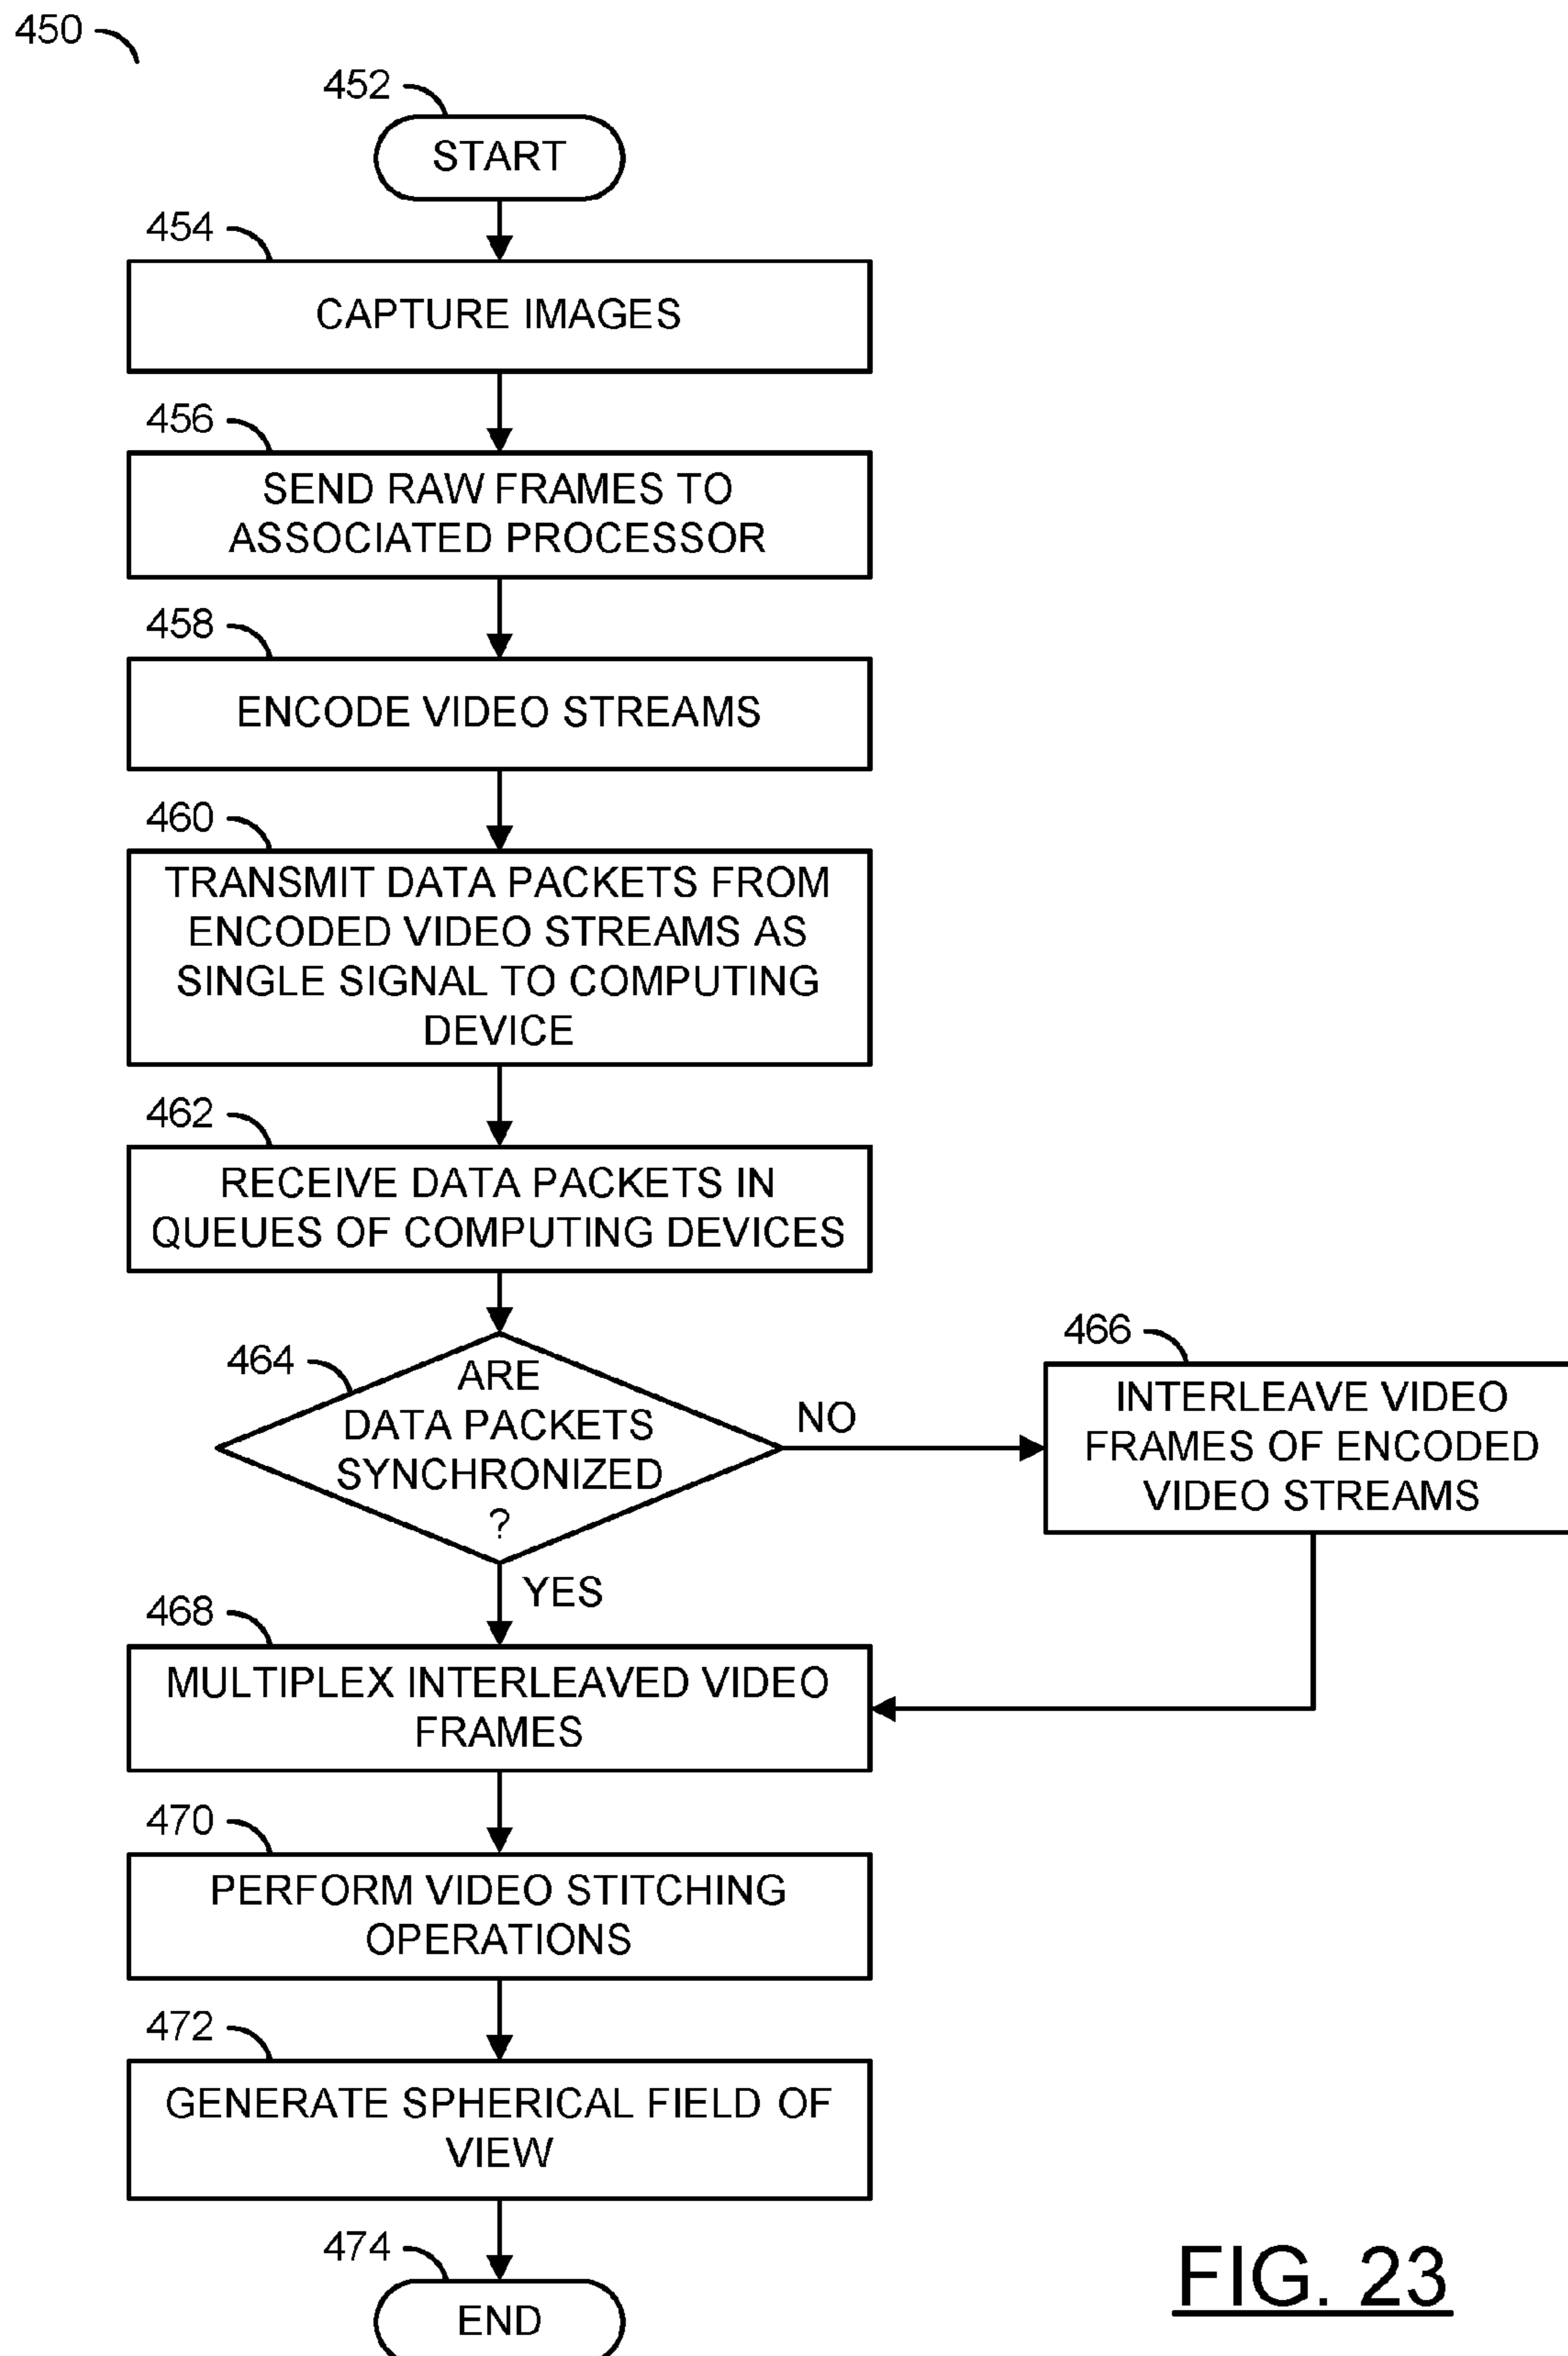 450
452
START
454
CAPTURE IMAGES
456
SEND RAW FRAMES TO
ASSOCIATED PROCESSOR
458
ENCODE VIDEO STREAMS
460
TRANSMIT DATA PACKETS FROM
ENCODED VIDEO STREAMS AS
SINGLE SIGNAL TO COMPUTING
DEVICE
462
RECEIVE DATA PACKETS IN
QUEUES OF COMPUTING DEVICES
464
ARE
DATA PACKETS
SYNCHRONIZED
?
NO
466
INTERLEAVE VIDEO
FRAMES OF ENCODED
VIDEO STREAMS
YES
468
MULTIPLEX INTERLEAVED VIDEO
FRAMES
470
PERFORM VIDEO STITCHING
OPERATIONS
472
GENERATE SPHERICAL FIELD OF
VIEW
474
END
FIG. 23